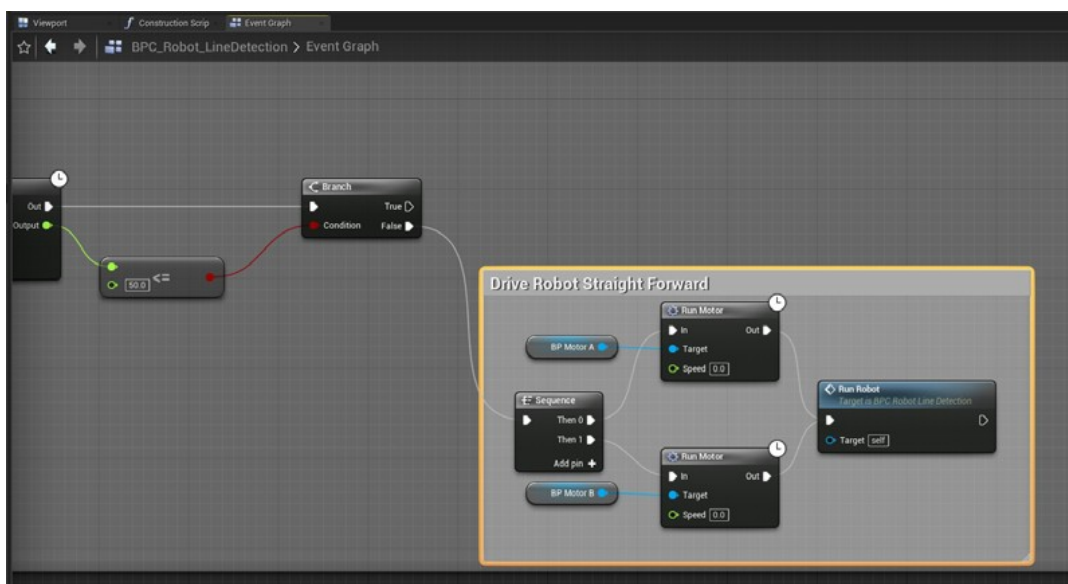 Viewport
Construction Scrip
Event Graph
BPC_Robot_LineDetection > Event Graph
Out
Output
50.0
<=
Branch
True
Condition
False
Drive Robot Straight Forward
Run Motor
In
Out
BP Motor A
Target
Speed 0.0
Sequence
Then 0
Then 1
Add pin +
Run Robot
Target is BPC Robot Line Detection
Target self
Run Motor
In
Out
BP Motor B
Target
Speed 0.0